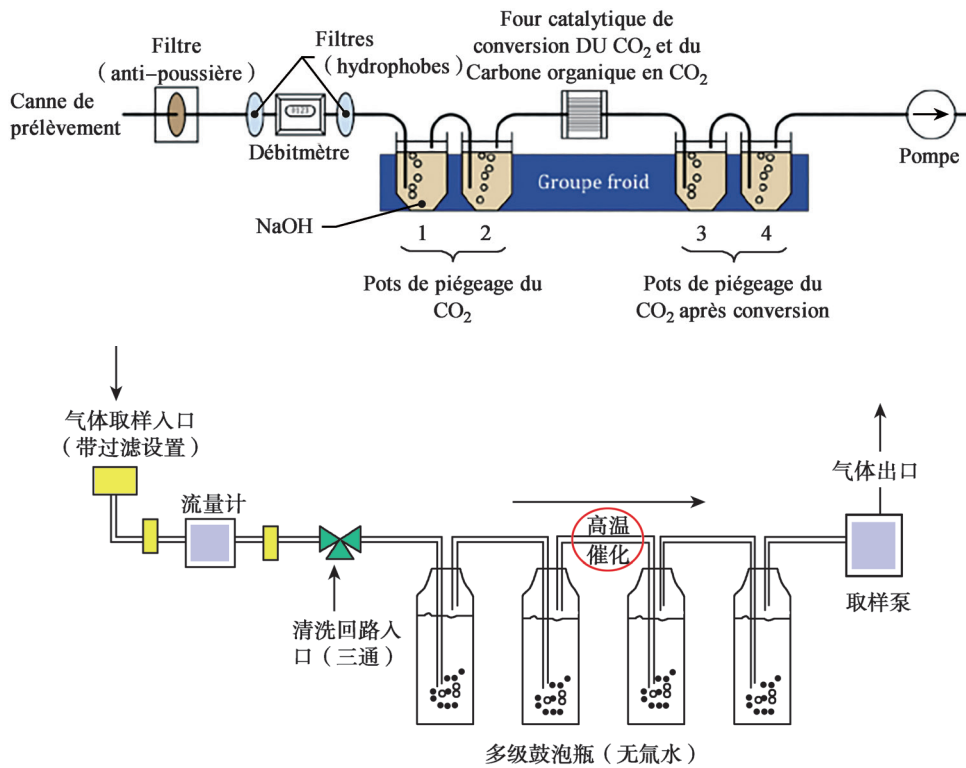 Filtre
（anti-poussière）
Filtres
（hydrophobes）
Four catalytique de
conversion DU CO₂ et du
Carbone organique en CO₂
Canne de
prélèvement
0123
Débitmètre
Pompe
Groupe froid
NaOH
1 2 3 4
Pots de piégeage du
CO₂
Pots de piégeage du
CO₂ après conversion
气体取样入口
（带过滤设置）
流量计
高温
催化
气体出口
取样泵
清洗回路入
口（三通）
多级鼓泡瓶（无氚水）